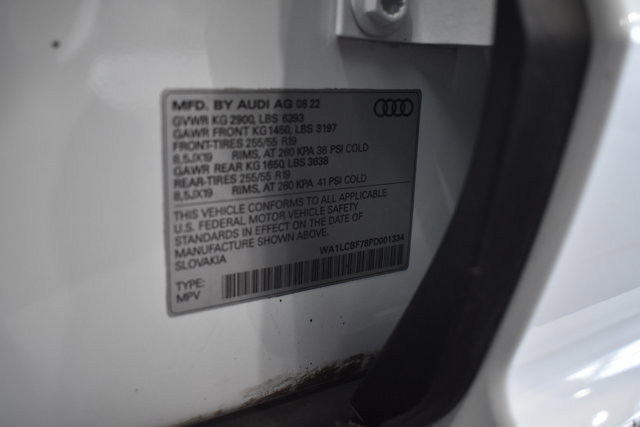 MFD. BY AUDI AG 08 22
GVWR KG 2900, LBS 6393
GAWR FRONT KG 1450, LBS 3197
FRONT-TIRES 255/55 R19
8,5JX19 RIMS, AT 260 KPA 38 PSI COLD
GAWR REAR KG 1650, LBS 3638
REAR-TIRES 255/55 R19
8,5JX19 RIMS, AT 280 KPA 41 PSI COLD
THIS VEHICLE CONFORMS TO ALL APPLICABLE
U.S. FEDERAL MOTOR VEHICLE SAFETY
STANDARDS IN EFFECT ON THE DATE OF
MANUFACTURE SHOWN ABOVE.
SLOVAKIA WA1LCBF78PD001334
TYPE:
MPV